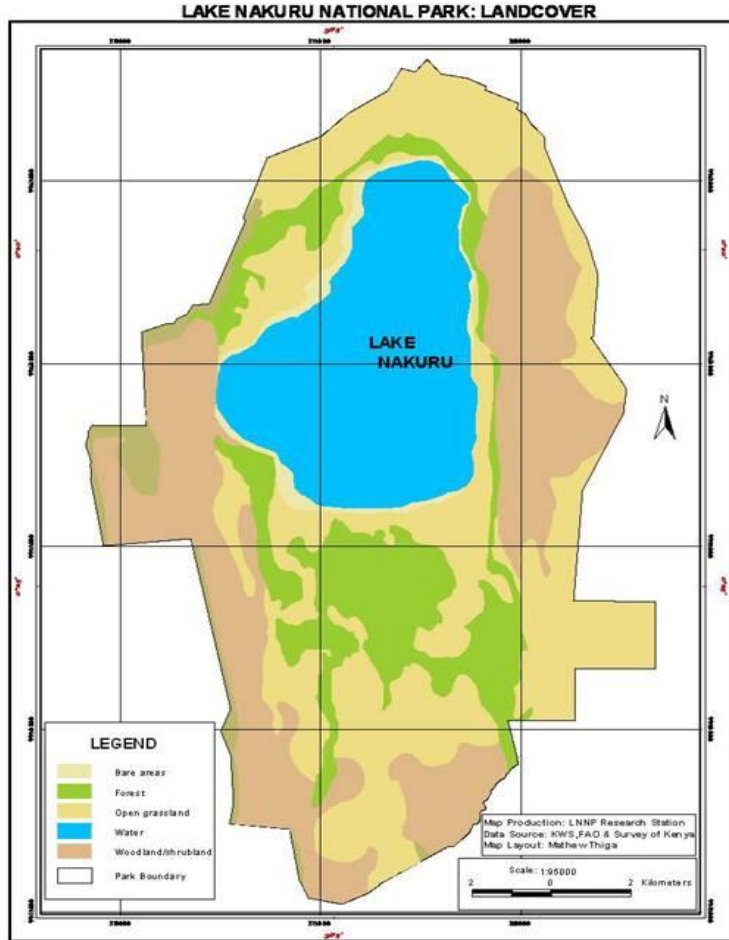 LAKE NAKURU NATIONAL PARK: LANDCOVER
LAKE
NAKURU
N
LEGEND
Bare areas
Forest
Open grassland
Water
Woodland/shrubland
Park Boundary
Map Production: LNNP Research Station
Data Source: KWS,FAO & Survey of Kenya
Map Layout: Mathew Thiga
Scale: 1:95000
2 0 2 Kilometers